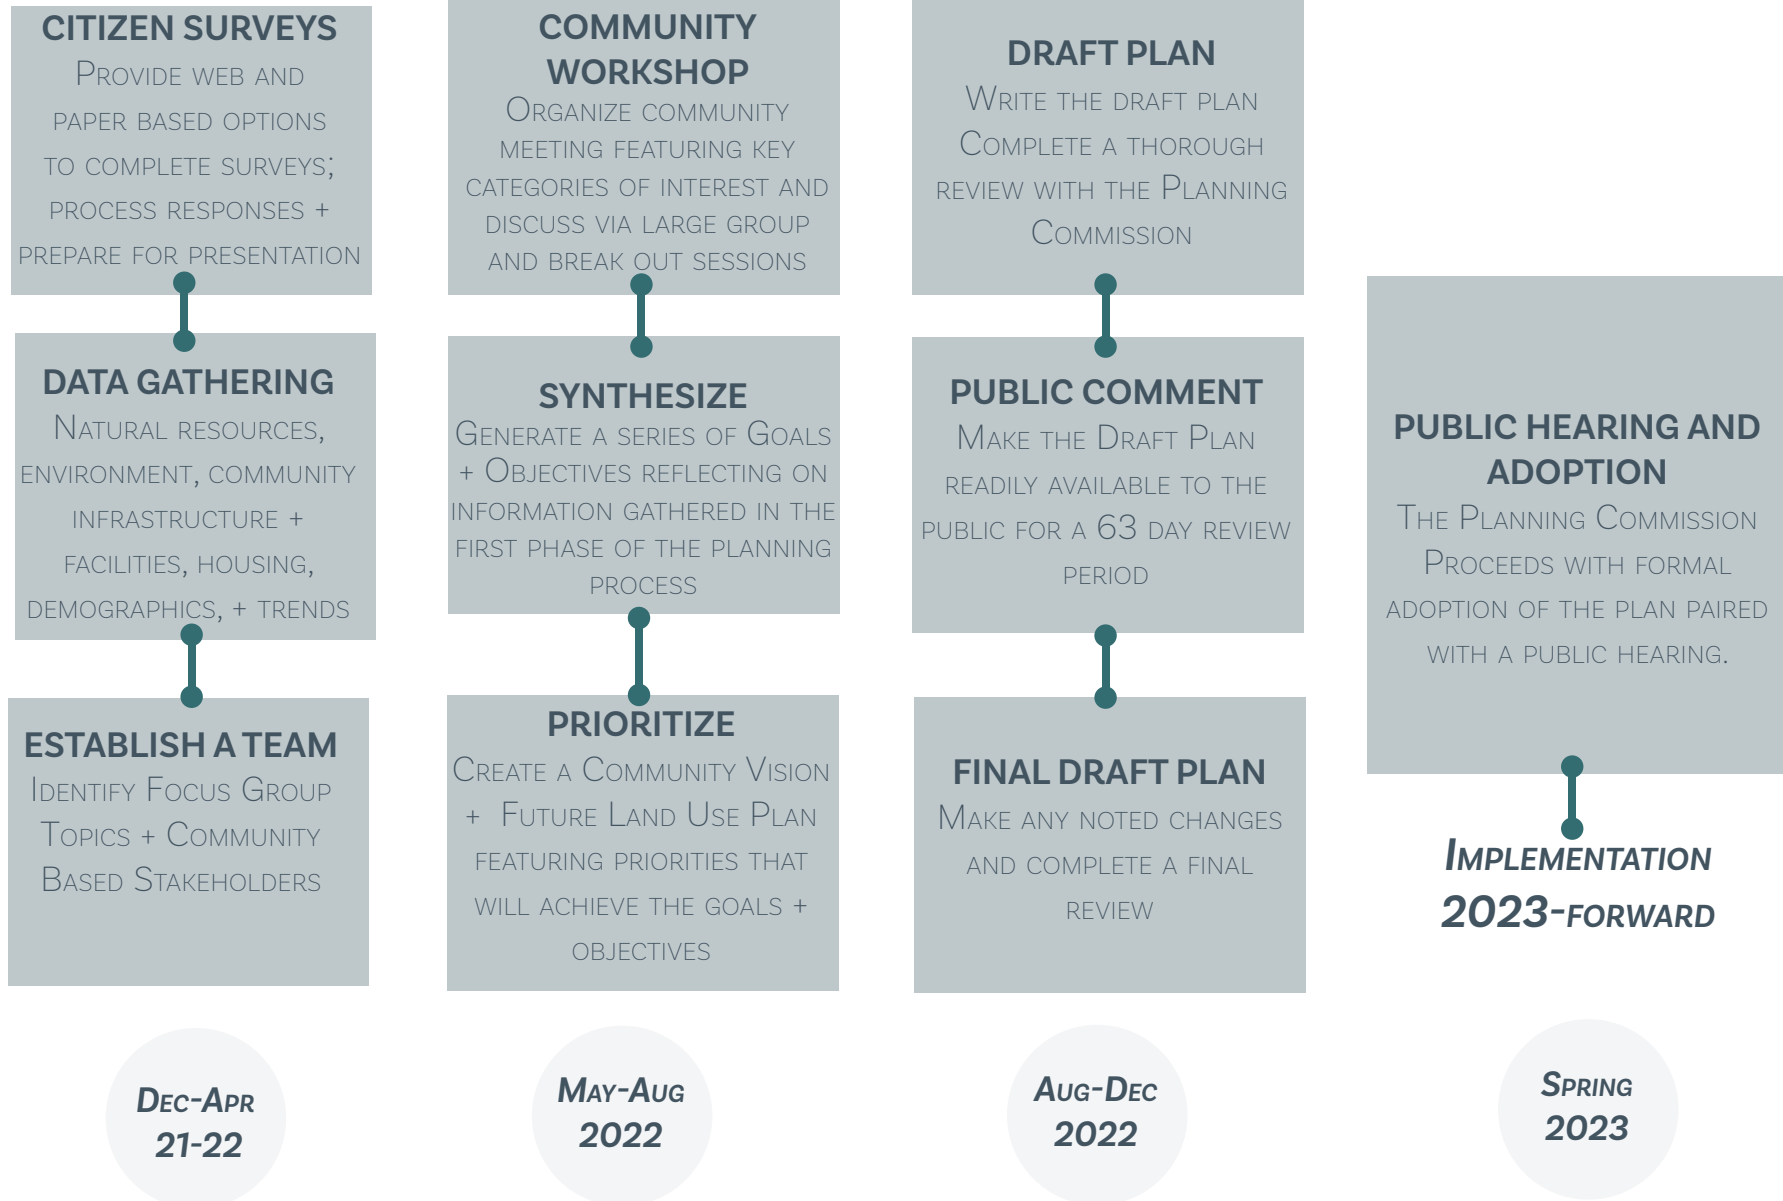 CITIZEN SURVEYS
Provide web and
paper based options
to complete surveys;
process responses +
prepare for presentation
DATA GATHERING
Natural resources,
environment, community
infrastructure +
facilities, housing,
demographics, + trends
ESTABLISH A TEAM
Identify Focus Group
Topics + Community
Based Stakeholders
Dec-Apr
21-22
COMMUNITY
WORKSHOP
Organize community
meeting featuring key
categories of interest and
discuss via large group
and break out sessions
SYNTHESIZE
Generate a series of Goals
+ Objectives reflecting on
information gathered in the
first phase of the planning
process
PRIORITIZE
Create a Community Vision
+ Future Land Use Plan
featuring priorities that
will achieve the goals +
objectives
May-Aug
2022
DRAFT PLAN
Write the draft plan
Complete a thorough
review with the Planning
Commission
PUBLIC COMMENT
Make the Draft Plan
readily available to the
public for a 63 day review
period
FINAL DRAFT PLAN
Make any noted changes
and complete a final
review
Aug-Dec
2022
PUBLIC HEARING AND
ADOPTION
The Planning Commission
Proceeds with formal
adoption of the plan paired
with a public hearing.
Implementation
2023-forward
Spring
2023